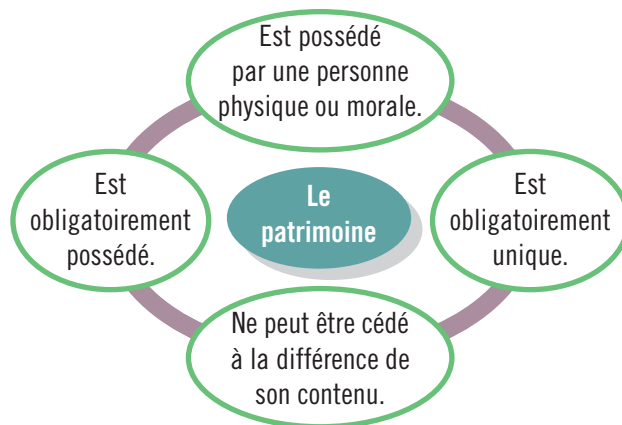 Est possédé
par une personne
physique ou morale.
Est
obligatoirement
possédé.
Le
patrimoine
Est
obligatoirement
unique.
Ne peut être cédé
à la différence de
son contenu.